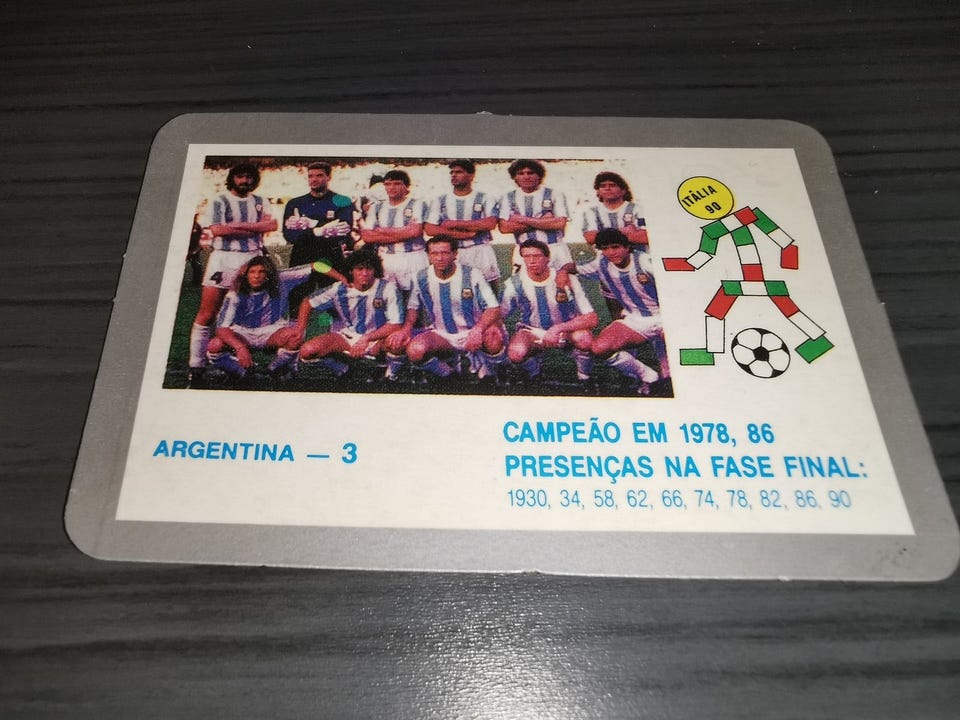 ITÁLIA
90
4
ARGENTINA — 3
CAMPEÃO EM 1978, 86
PRESENÇAS NA FASE FINAL:
1930, 34, 58, 62, 66, 74, 78, 82, 86, 90